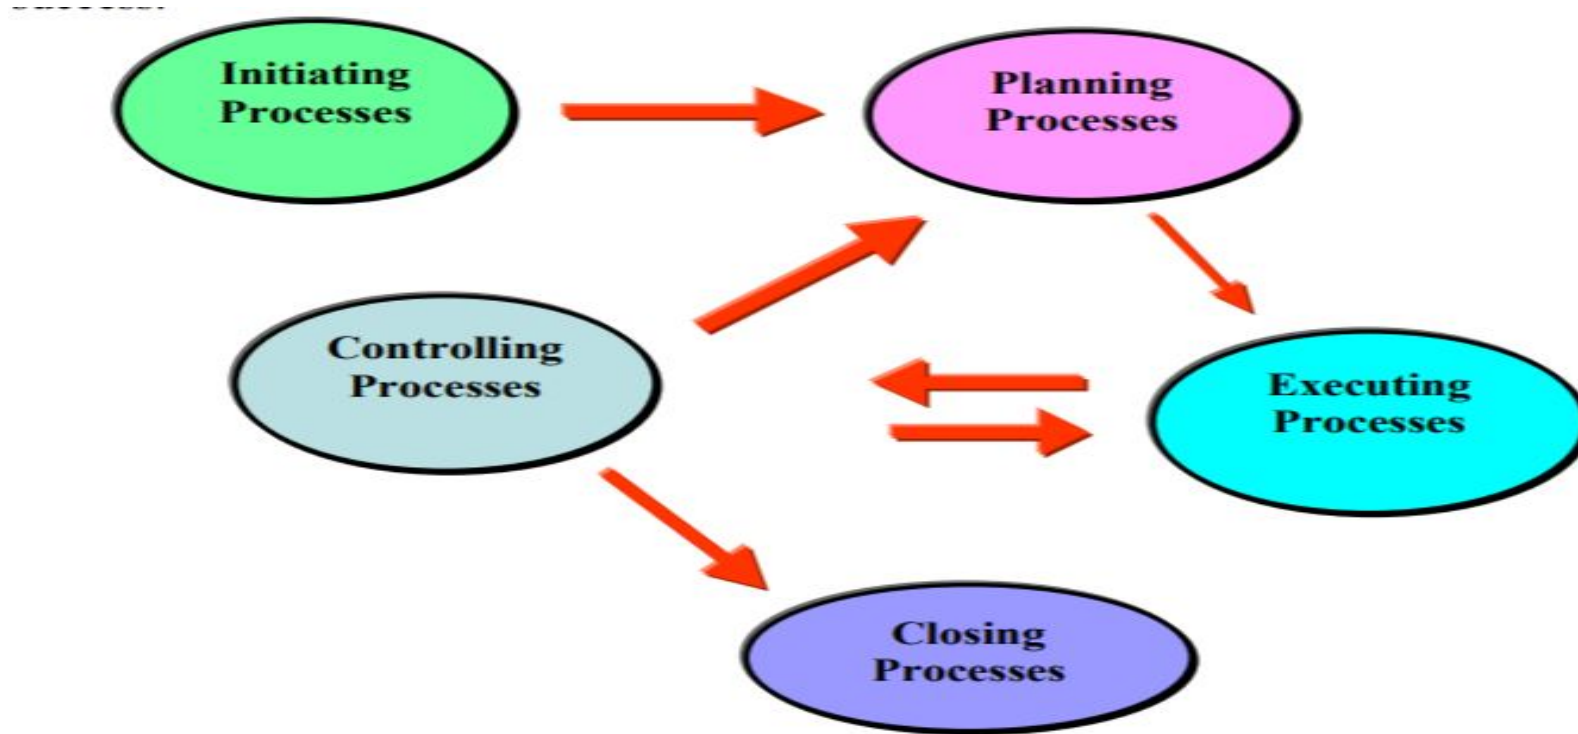 Initiating
Processes
Planning
Processes
Controlling
Processes
Executing
Processes
Closing
Processes